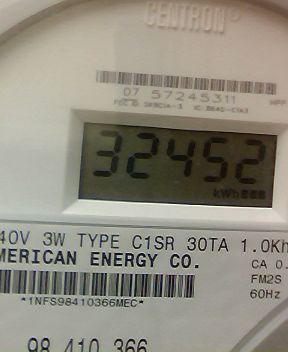 CENTRON®
07 57245311
32452
kWh
40V 3W TYPE C1SR 30TA 1.0Kh
MERICAN ENERGY CO.
CA 0.
FM2S
*1NFS98410366MEC*
60Hz
98 410 366